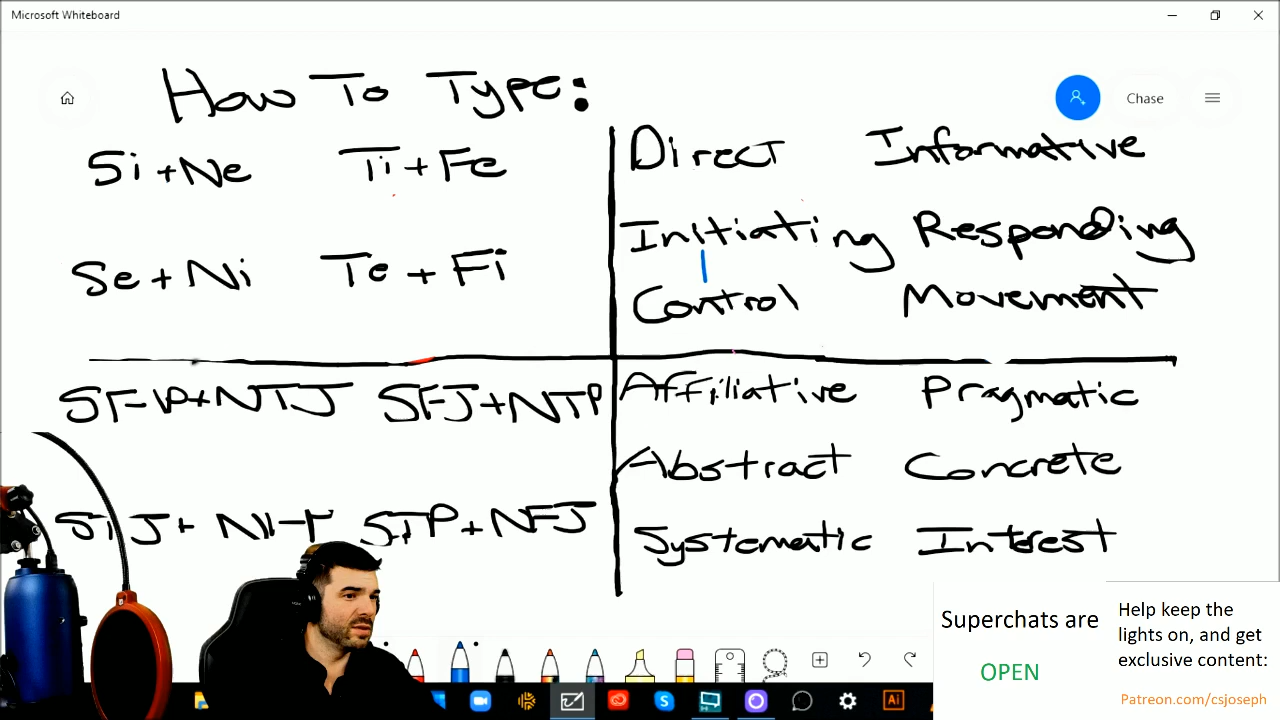 Microsoft Whiteboard
How To Type:
Chase
Si + Ne Ti + Fe
Direct Informative
Initiating Responding
Se + Ni Te + Fi
Control Movement
SFP + NTJ SFJ + NTP
Affiliative Pragmatic
Abstract Concrete
STJ + NFP STP + NFJ
Systematic Interest
Superchats are
OPEN
Help keep the
lights on, and get
exclusive content:
Patreon.com/csjoseph
Ai